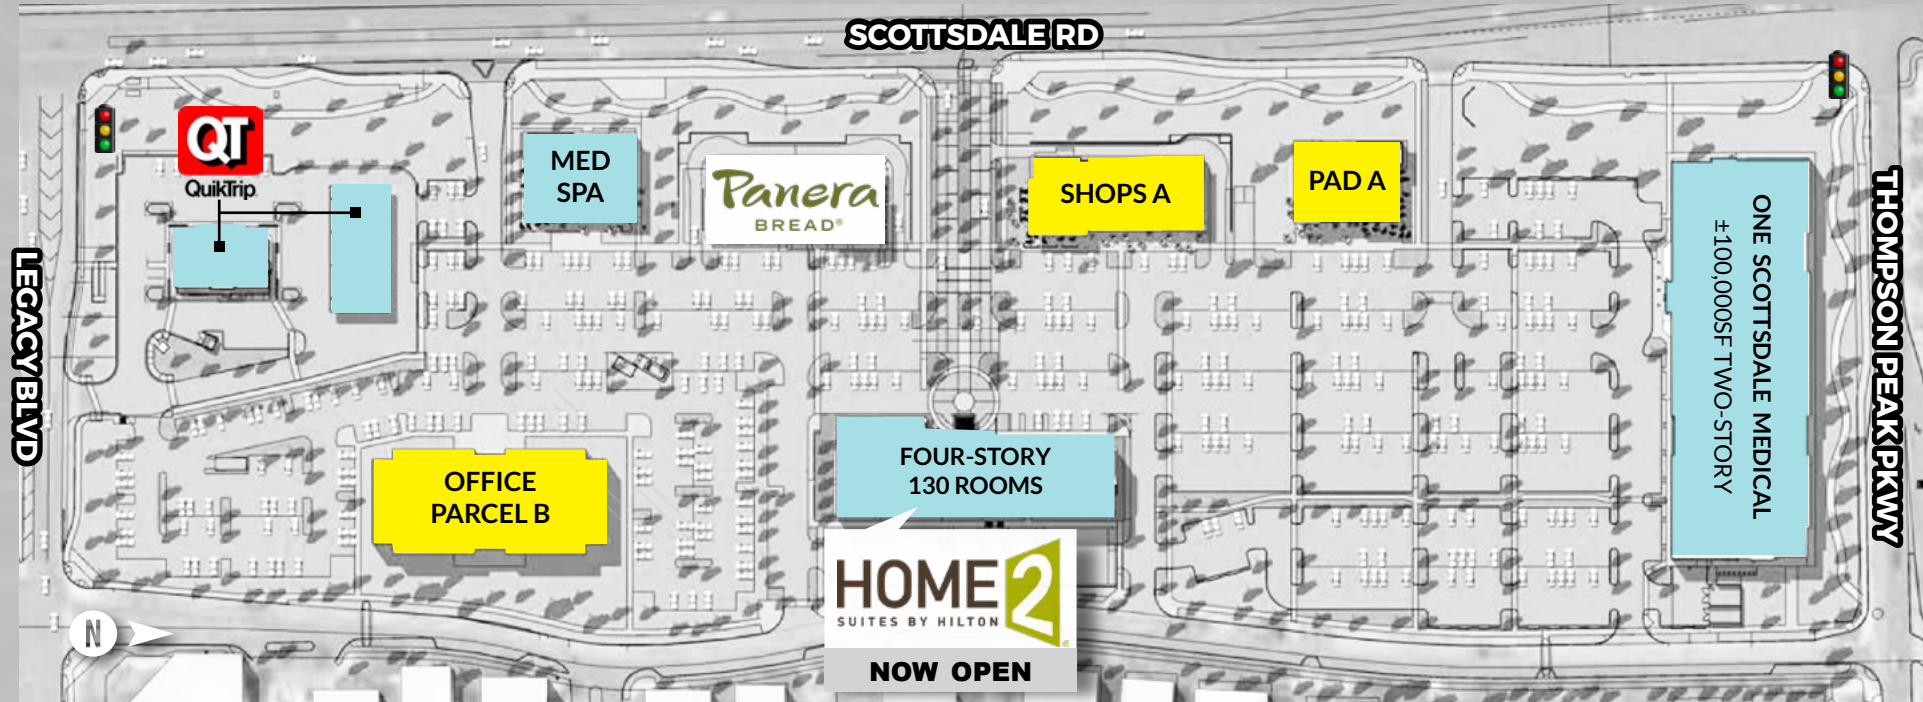 SCOTTSDALE RD
QT
QuikTrip
MED
SPA
Panera
BREAD®
SHOPS A
PAD A
LEGACY BLVD
THOMPSON PEAK PKWY
ONE SCOTTSDALE MEDICAL
±100,000SF TWO-STORY
OFFICE
PARCEL B
FOUR-STORY
130 ROOMS
HOME2
SUITES BY HILTON
NOW OPEN
N